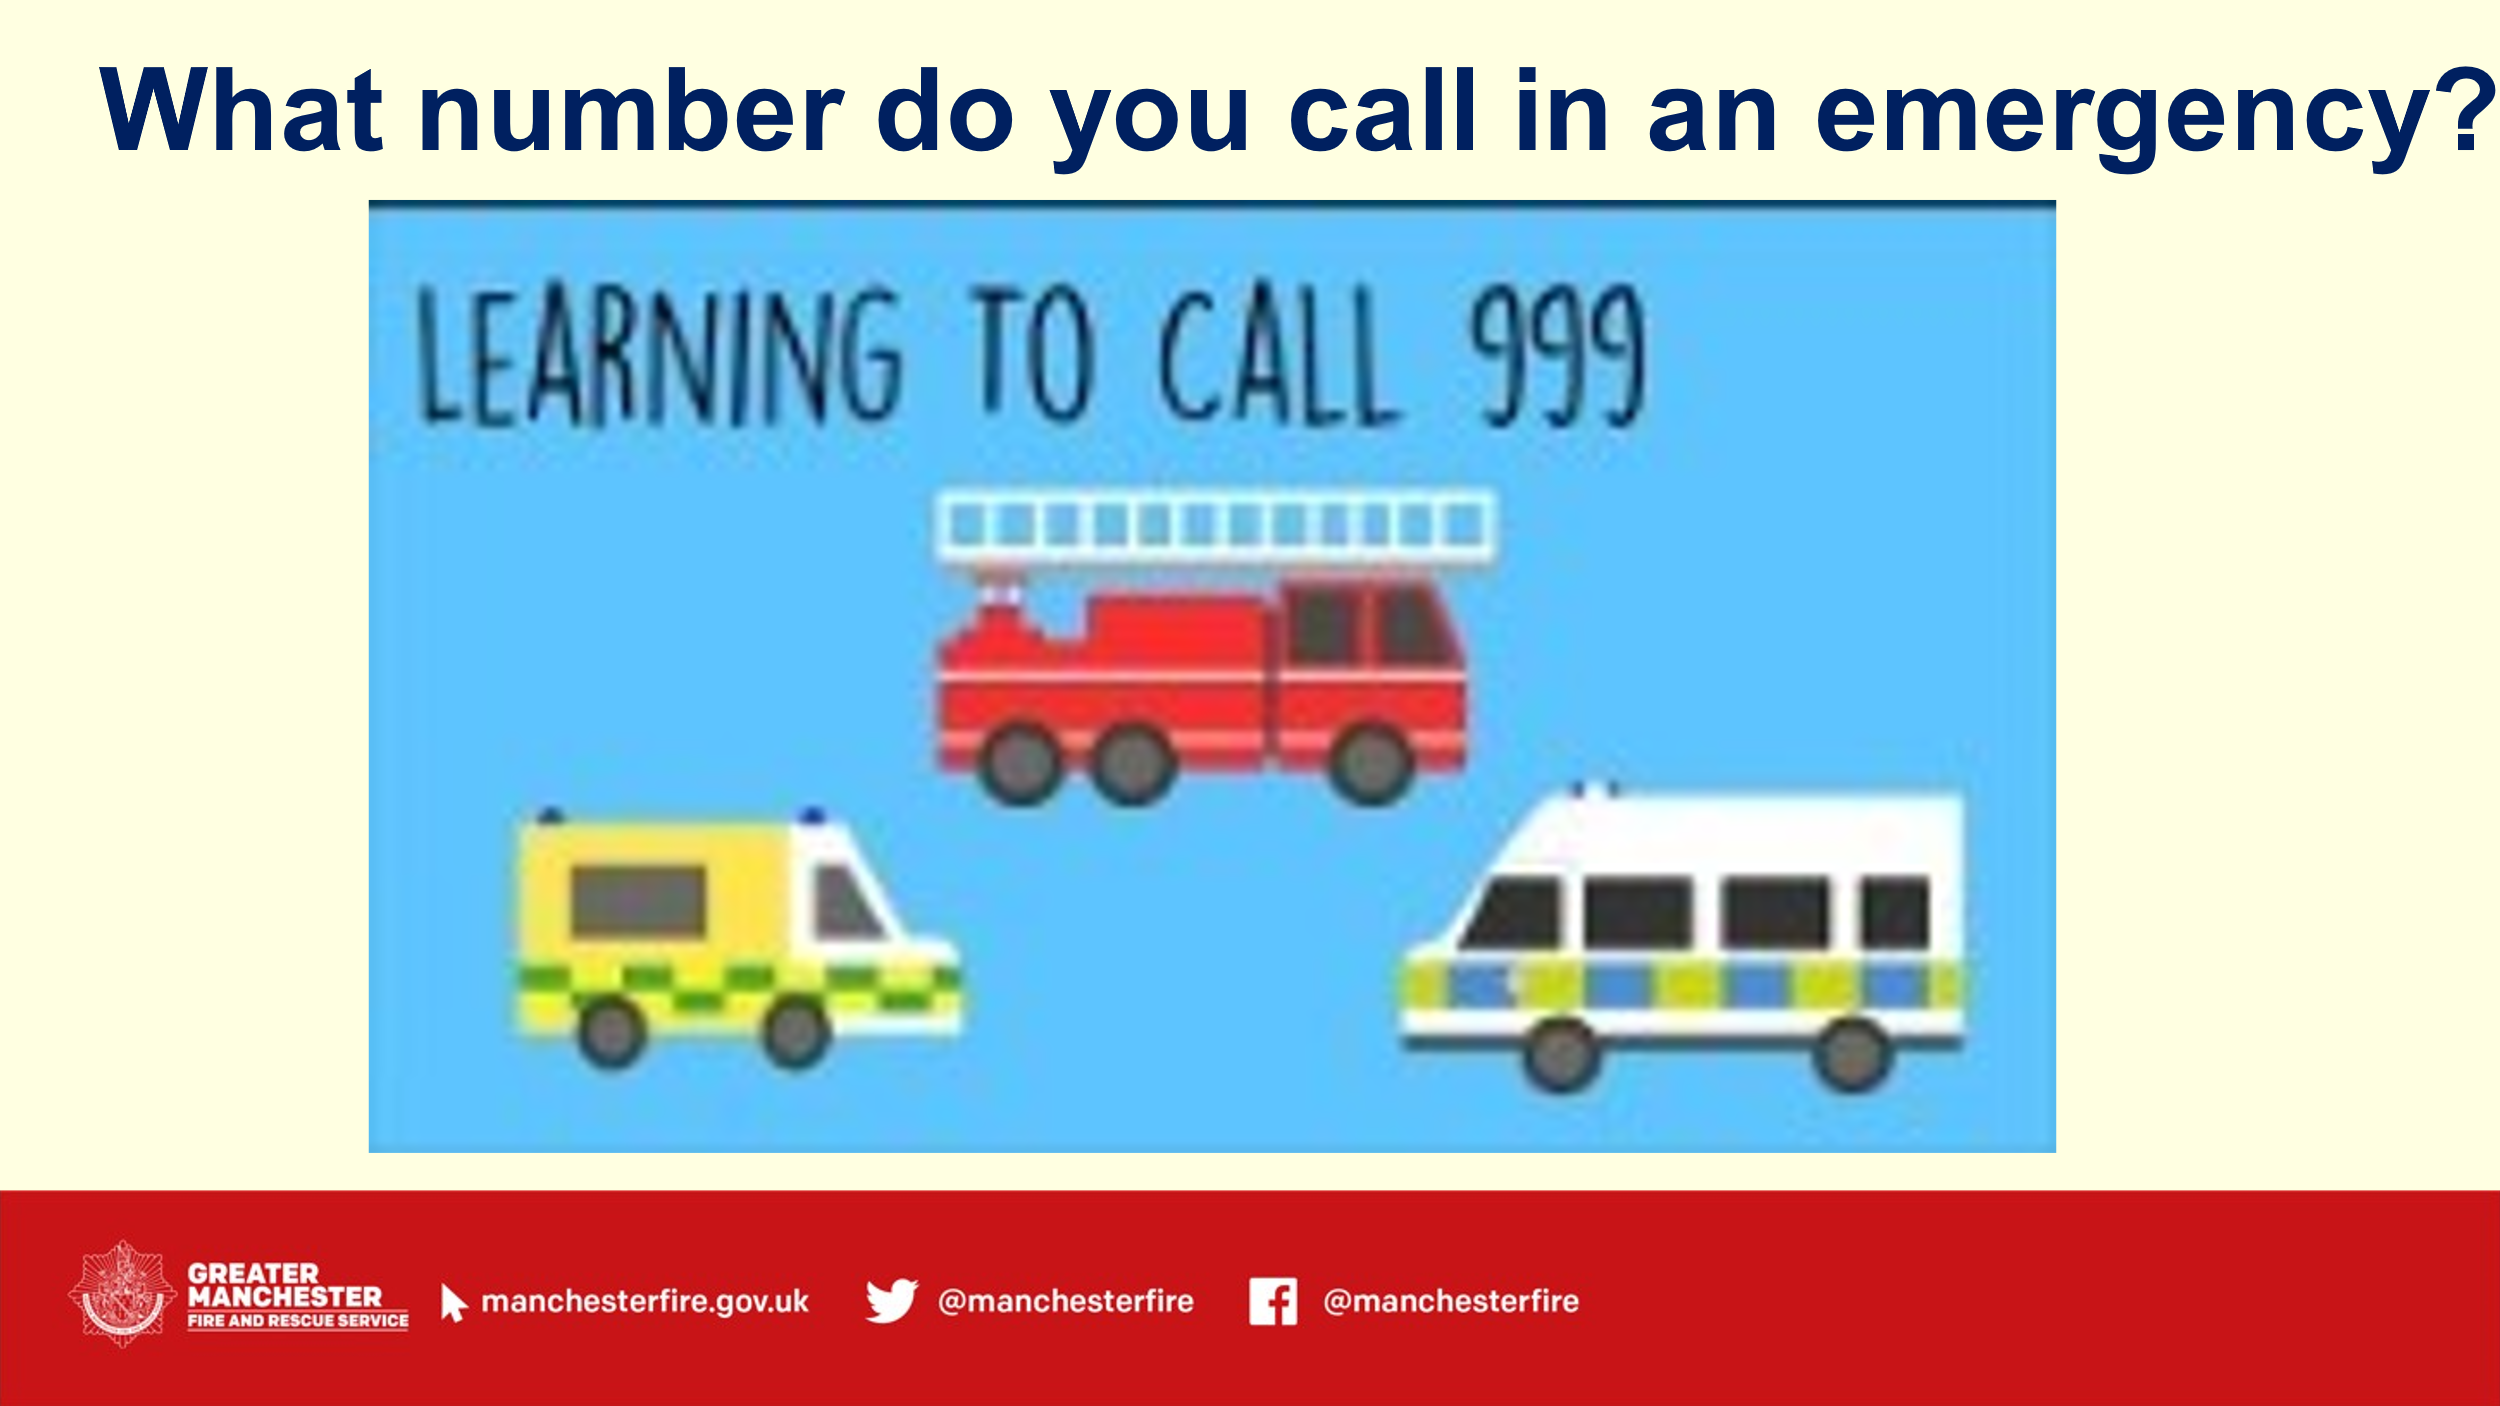 What number do you call in an emergency?
LEARNING TO CALL 999
GREATER
MANCHESTER
FIRE AND RESCUE SERVICE
manchesterfire.gov.uk
@manchesterfire
@manchesterfire